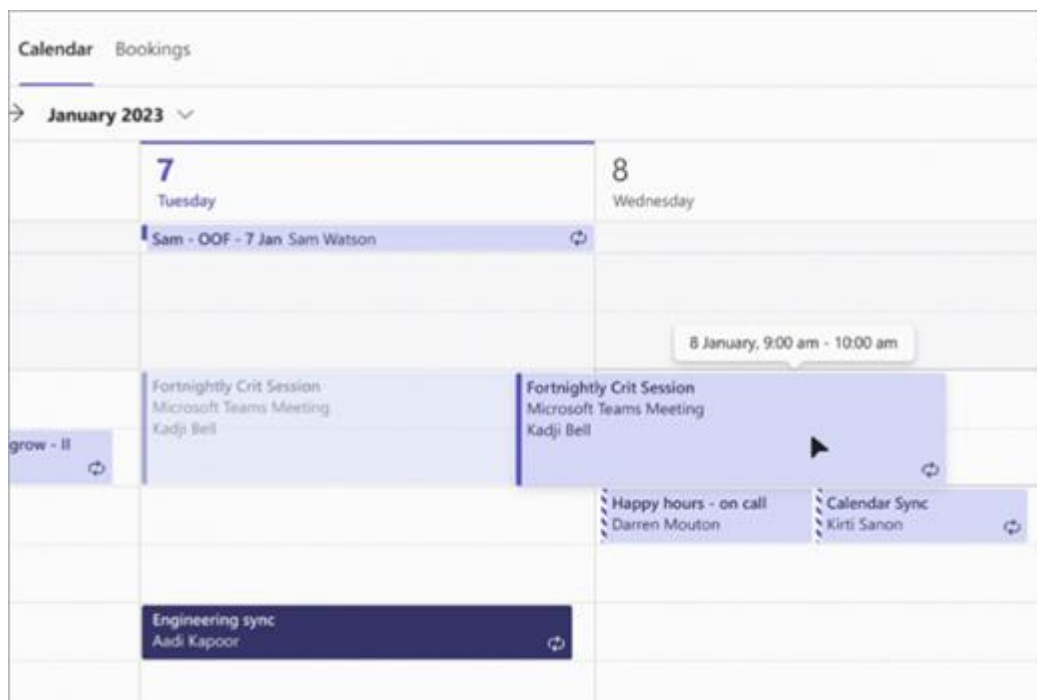 Calendar Bookings
January 2023
7
Tuesday
8
Wednesday
Sam - OOF - 7 Jan Sam Watson
8 January, 9:00 am - 10:00 am
Fortnightly Crit Session
Microsoft Teams Meeting
Kadji Bell
Fortnightly Crit Session
Microsoft Teams Meeting
Kadji Bell
grow - II
Happy hours - on call
Darren Mouton
Calendar Sync
Kirti Sanon
Engineering sync
Aadi Kapoor